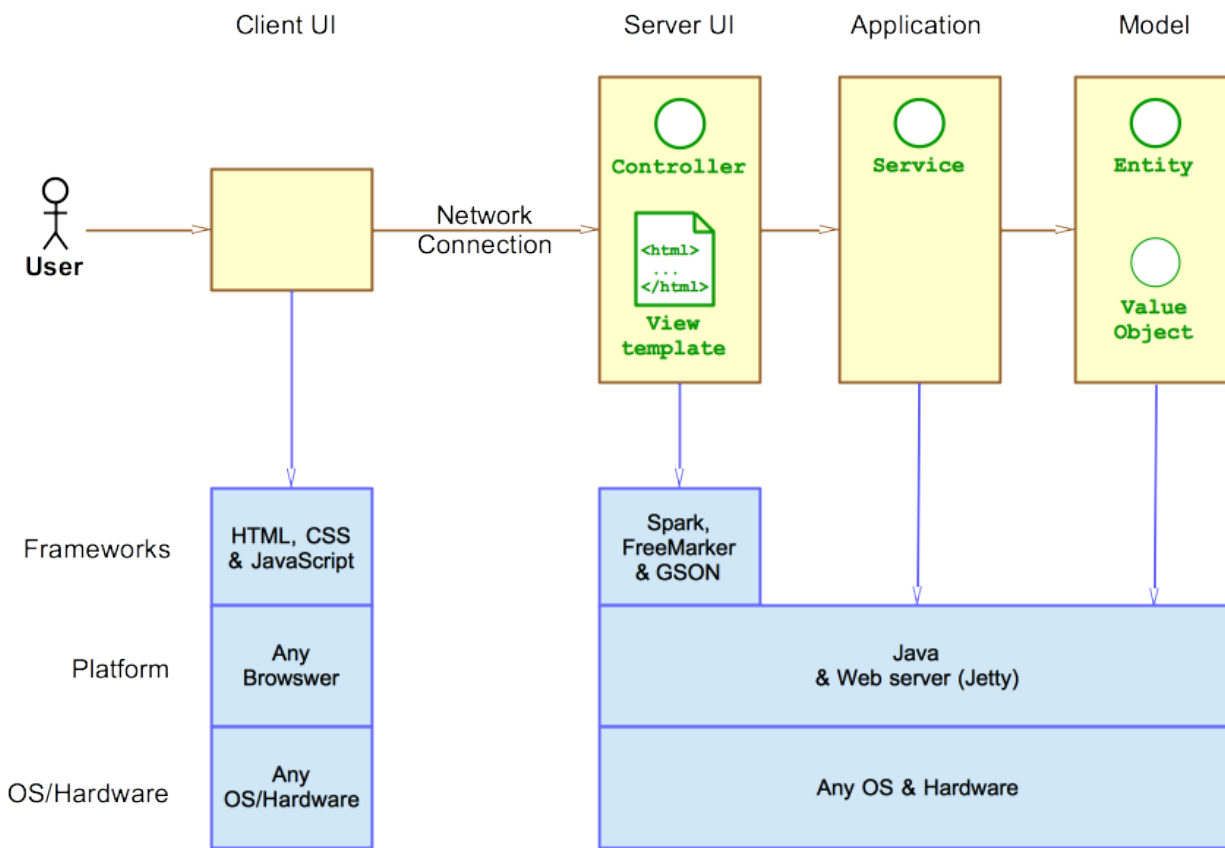 Client UI
Server UI
Application
Model
Controller
Service
Entity
User
Network
Connection
<html>
...
</html>
View
template
Value
Object
Frameworks
HTML, CSS
& JavaScript
Spark,
FreeMarker
& GSON
Platform
Any
Browswer
Java
& Web server (Jetty)
OS/Hardware
Any
OS/Hardware
Any OS & Hardware